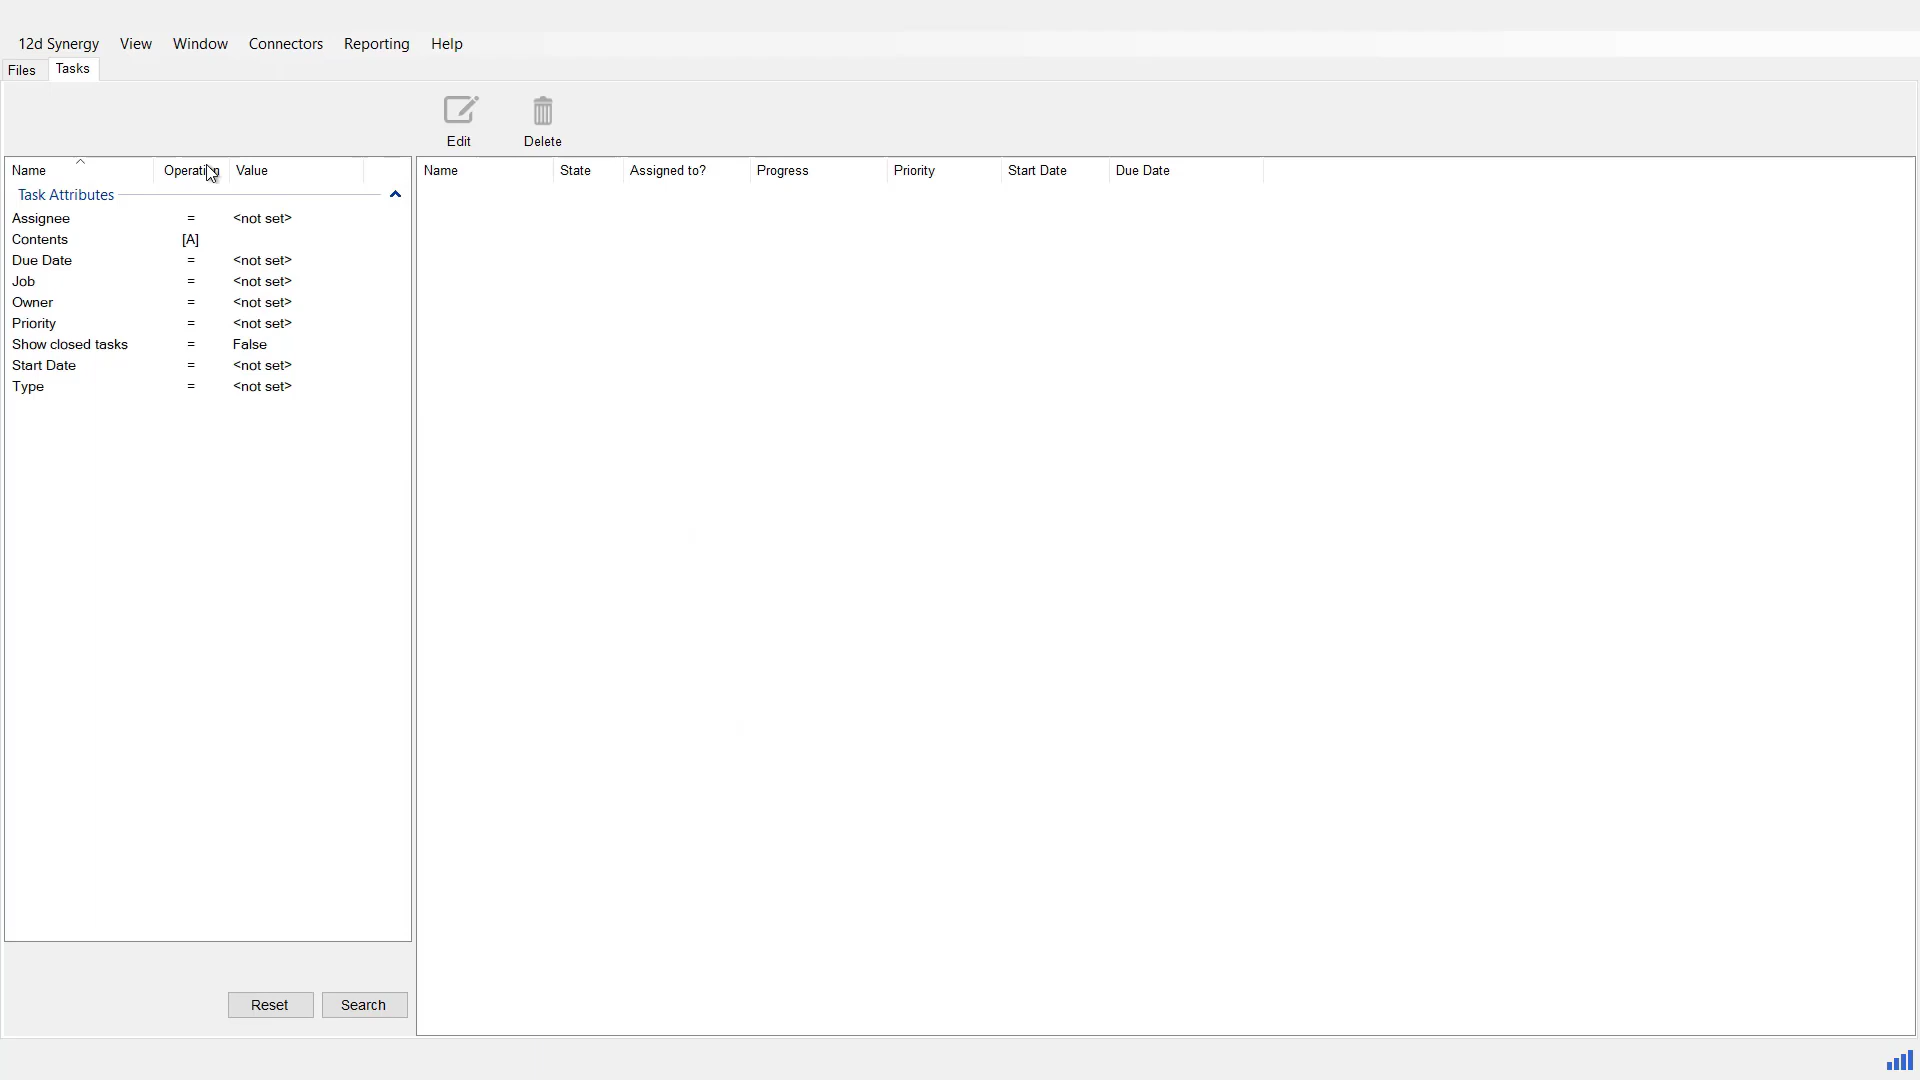 12d Synergy View Window Connectors Reporting Help
Files Tasks
Edit Delete
Name Operation Value
Name State Assigned to? Progress Priority Start Date Due Date
Task Attributes
Assignee = <not set>
Contents [A]
Due Date = <not set>
Job = <not set>
Owner = <not set>
Priority = <not set>
Show closed tasks = False
Start Date = <not set>
Type = <not set>
Reset Search